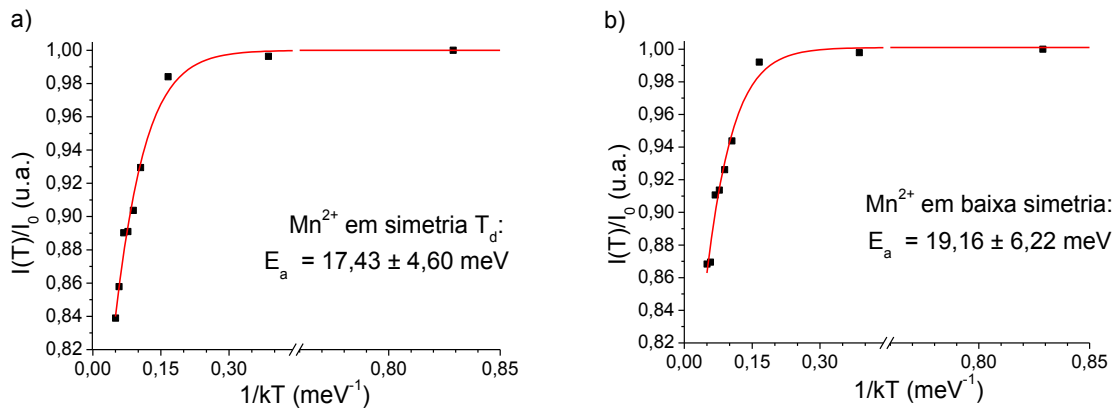 a)
I(T)/I₀ (u.a.)
1,00
0,98
0,96
0,94
0,92
0,90
0,88
0,86
0,84
0,82
Mn²⁺ em simetria T_d:
E_a = 17,43 ± 4,60 meV
0,00 0,15 0,30 0,80 0,85
1/kT (meV⁻¹)
b)
I(T)/I₀ (u.a.)
1,00
0,98
0,96
0,94
0,92
0,90
0,88
0,86
0,84
0,82
Mn²⁺ em baixa simetria:
E_a = 19,16 ± 6,22 meV
0,00 0,15 0,30 0,80 0,85
1/kT (meV⁻¹)